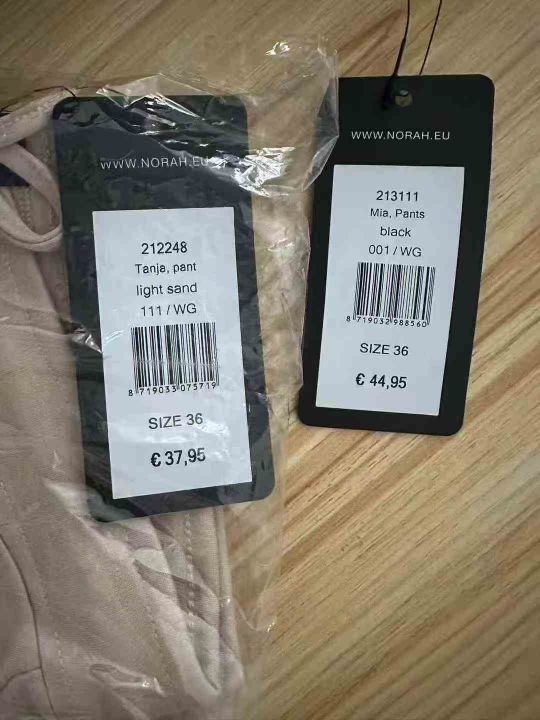 WWW.NORAH.EU
212248
Tanja, pant
light sand
111 / WG
8 719033 075719
SIZE 36
€ 37,95
WWW.NORAH.EU
213111
Mia, Pants
black
001 / WG
8 719032 988560
SIZE 36
€ 44,95